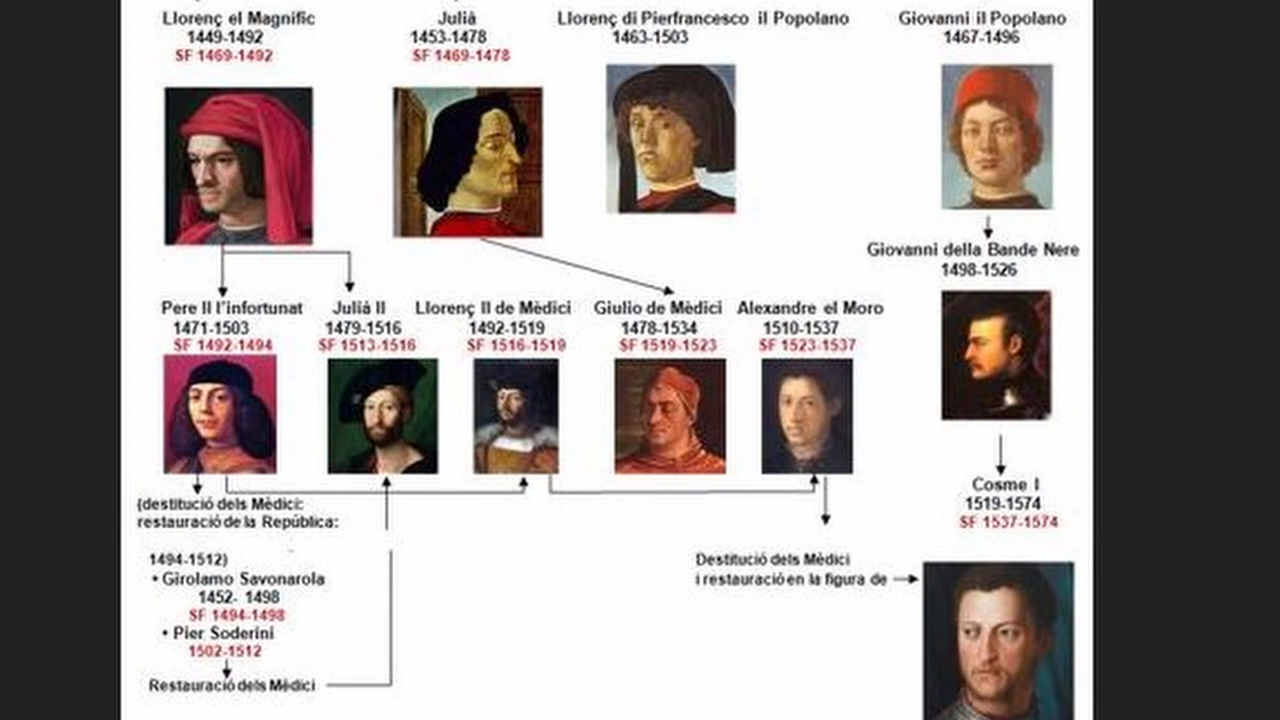 Llorenç el Magnífic
1449-1492
SF 1469-1492
Julià
1453-1478
SF 1469-1478
Llorenç di Pierfrancesco il Popolano
1463-1503
Giovanni il Popolano
1467-1496
Giovanni della Bande Nere
1498-1526
Pere II l'infortunat
1471-1503
SF 1492-1494
Julià II
1479-1516
SF 1513-1516
Llorenç II de Mèdici
1492-1519
SF 1516-1519
Giulio de Mèdici
1478-1534
SF 1519-1523
Alexandre el Moro
1510-1537
SF 1523-1537
Cosme I
1519-1574
SF 1537-1574
(destitució dels Mèdici:
restauració de la República:
1494-1512)
• Girolamo Savonarola
1452- 1498
SF 1494-1498
• Pier Soderini
1502-1512
Restauració dels Mèdici
Destitució dels Mèdici
i restauració en la figura de